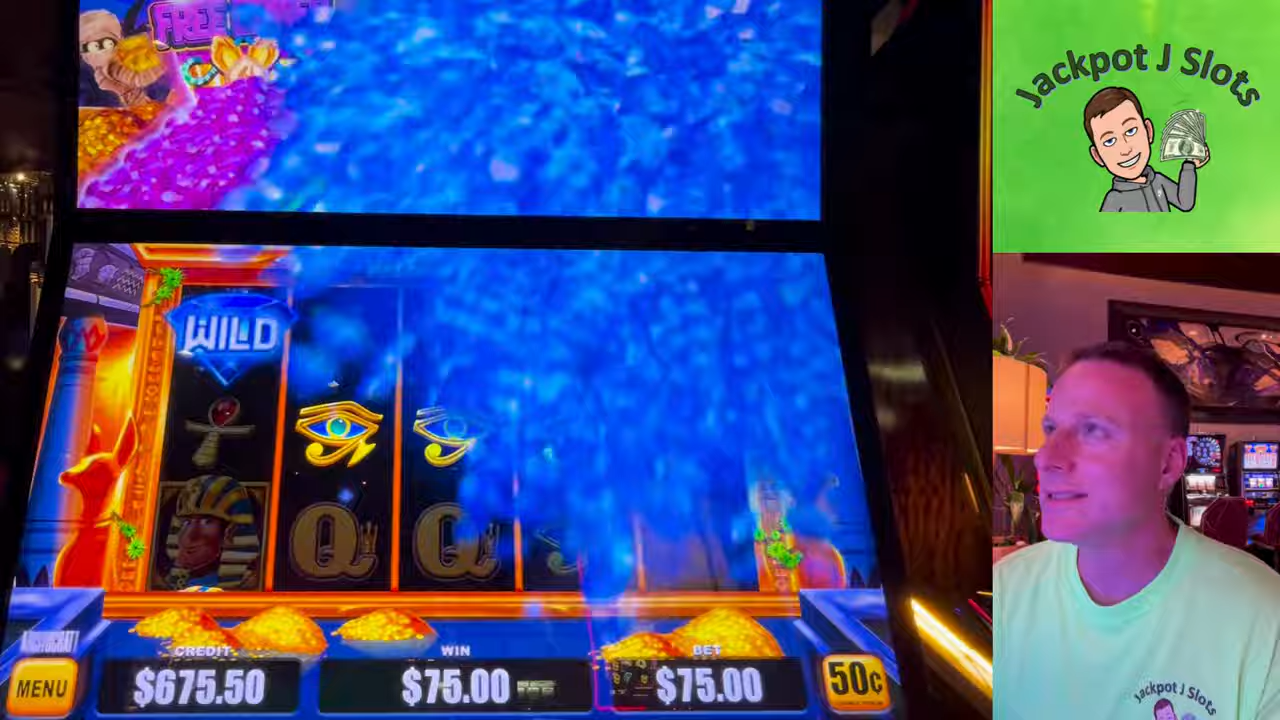 FREE
WILD
Q
Q
CREDIT
WIN
BET
MENU
$675.50
$75.00
$75.00
50¢
Jackpot J Slots
Jackpot J Slots